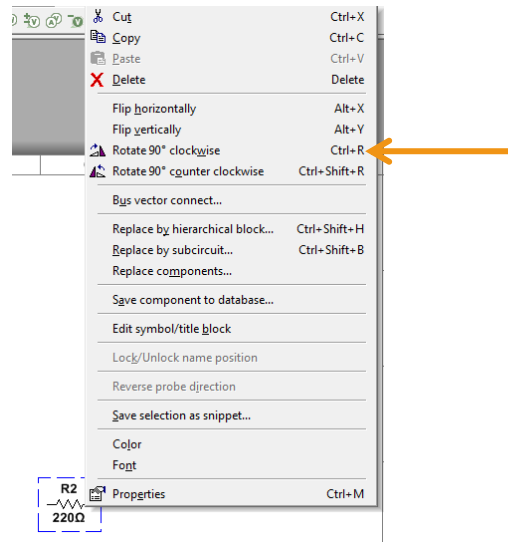 Cut Ctrl+X
Copy Ctrl+C
Paste Ctrl+V
Delete Delete
Flip horizontally Alt+X
Flip vertically Alt+Y
Rotate 90° clockwise Ctrl+R
Rotate 90° counter clockwise Ctrl+Shift+R
Bus vector connect...
Replace by hierarchical block... Ctrl+Shift+H
Replace by subcircuit... Ctrl+Shift+B
Replace components...
Save component to database...
Edit symbol/title block
Lock/Unlock name position
Reverse probe direction
Save selection as snippet...
Color
Font
Properties Ctrl+M
R2
220Ω